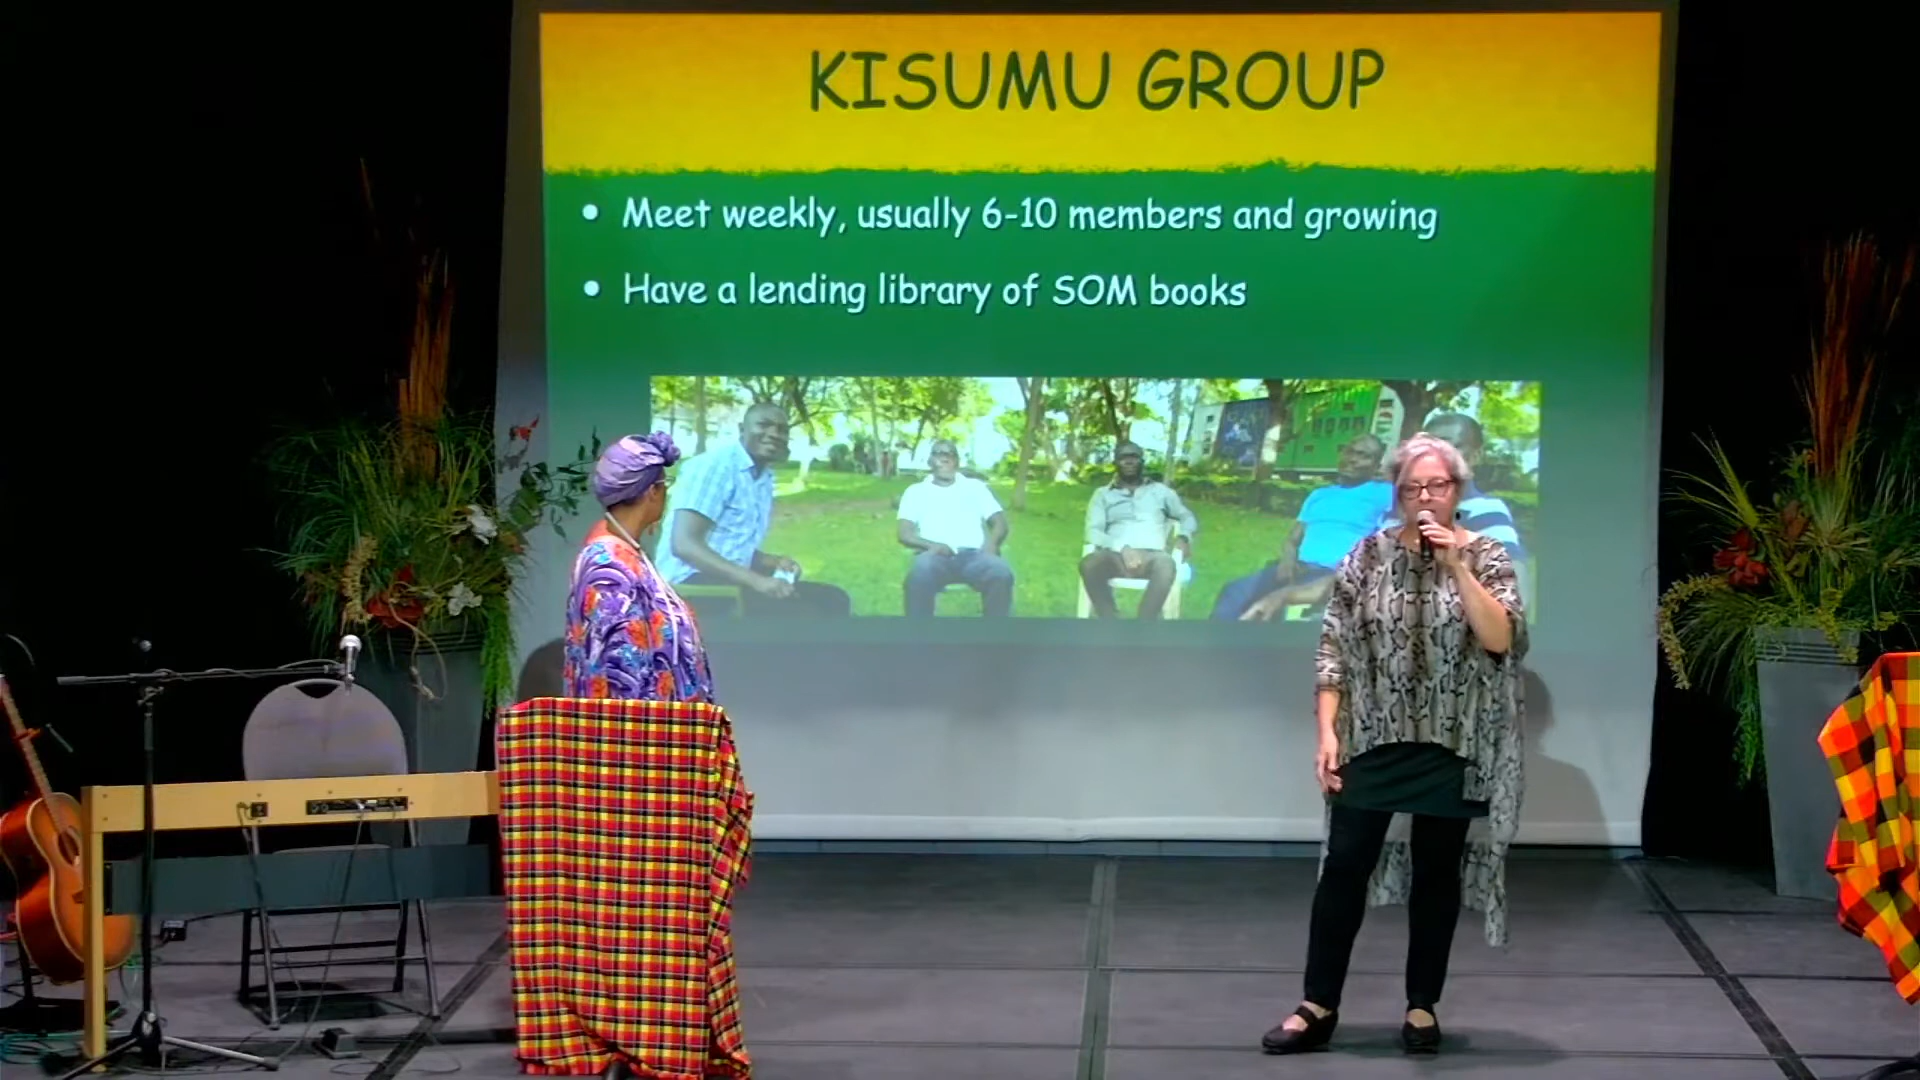 KISUMU GROUP
• Meet weekly, usually 6-10 members and growing
• Have a lending library of SOM books